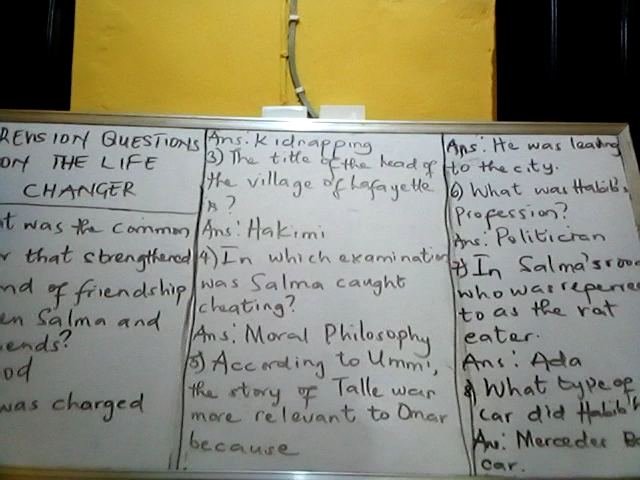 REVISION QUESTIONS
ON THE LIFE
CHANGER
t was the common
r that strengthened
nd of friendship
en Salma and
ends?
od
was charged
Ans: Kidnapping
3) The title of the head of
the village of Lafayette
is?
Ans: Hakimi
4) In which examination
was Salma caught
cheating?
Ans: Moral Philosophy
5) According to Ummi,
the story of Talle was
more relevant to Omar
because
Ans: He was leaving
to the city.
6) What was Habib's
Profession?
Ans: Politician
7) In Salma's room
who was referred
to as the rat
eater.
Ans: Ada
8) What type of
car did Habib's
Ans: Mercedes
car.